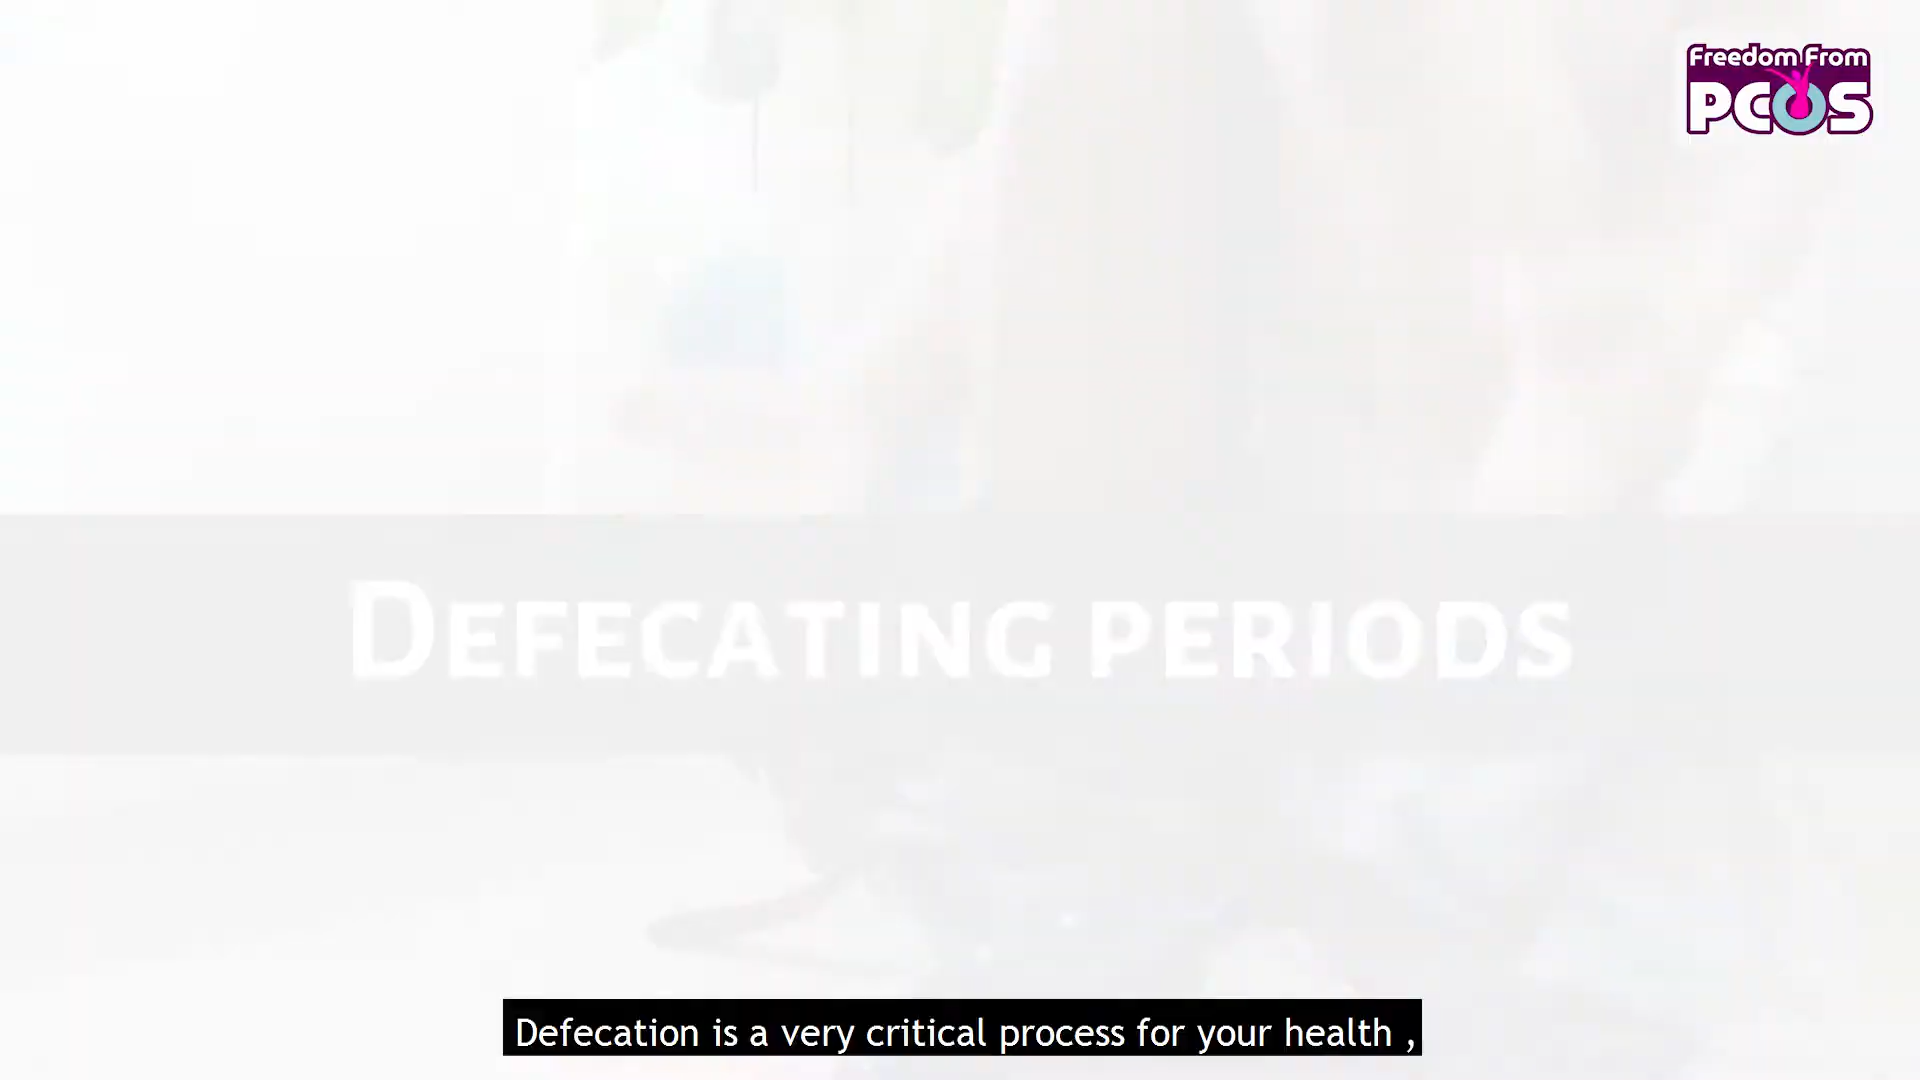 Freedom From
PCOS
Defecating periods
Defecation is a very critical process for your health ,